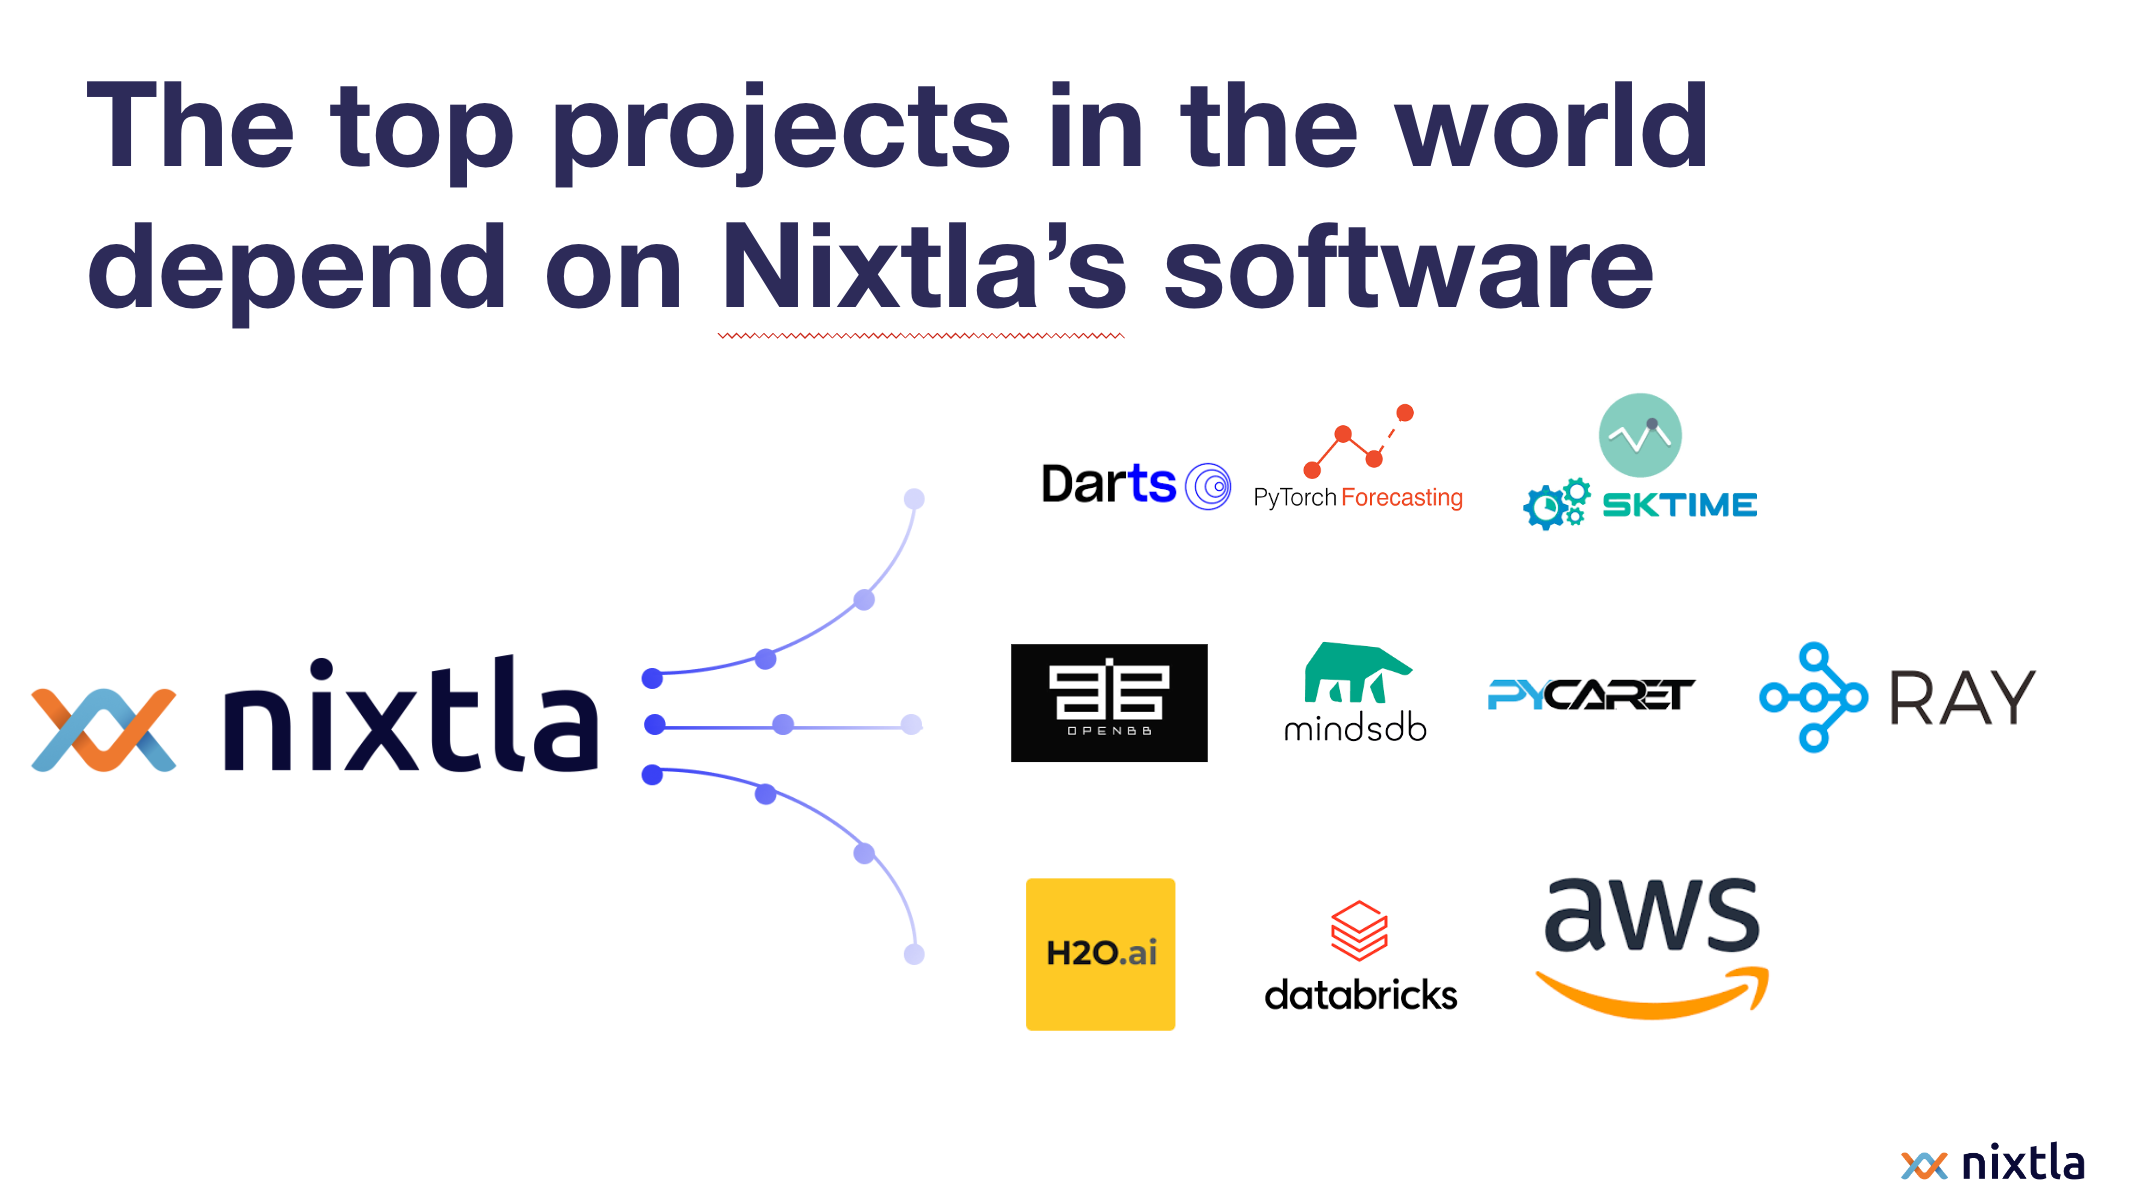 The top projects in the world
depend on Nixtla’s software
Darts
PyTorch Forecasting
SKTIME
nixtla
OPENBB
mindsdb
PYCARET
RAY
H2O.ai
databricks
aws
nixtla